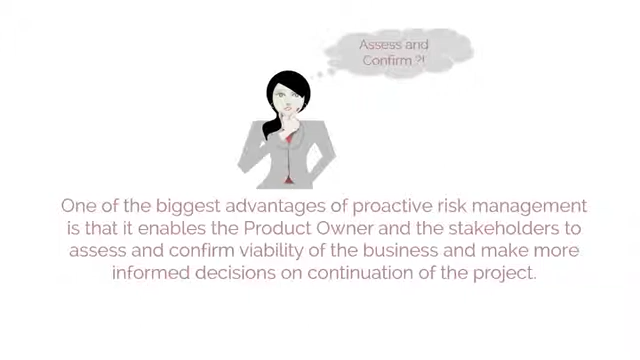 Assess and
Confirm ?!
One of the biggest advantages of proactive risk management
is that it enables the Product Owner and the stakeholders to
assess and confirm viability of the business and make more
informed decisions on continuation of the project.